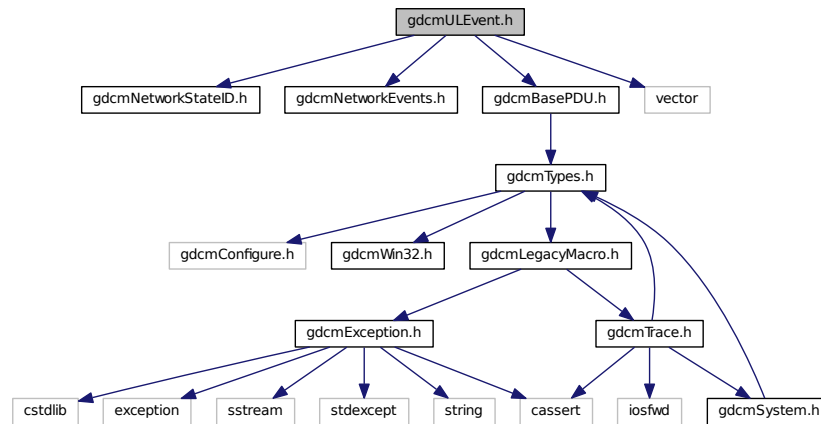 gdcmULEvent.h
gdcmNetworkStateID.h
gdcmNetworkEvents.h
gdcmBasePDU.h
vector
gdcmTypes.h
gdcmConfigure.h
gdcmWin32.h
gdcmLegacyMacro.h
gdcmException.h
gdcmTrace.h
cstdlib
exception
sstream
stdexcept
string
cassert
iosfwd
gdcmSystem.h